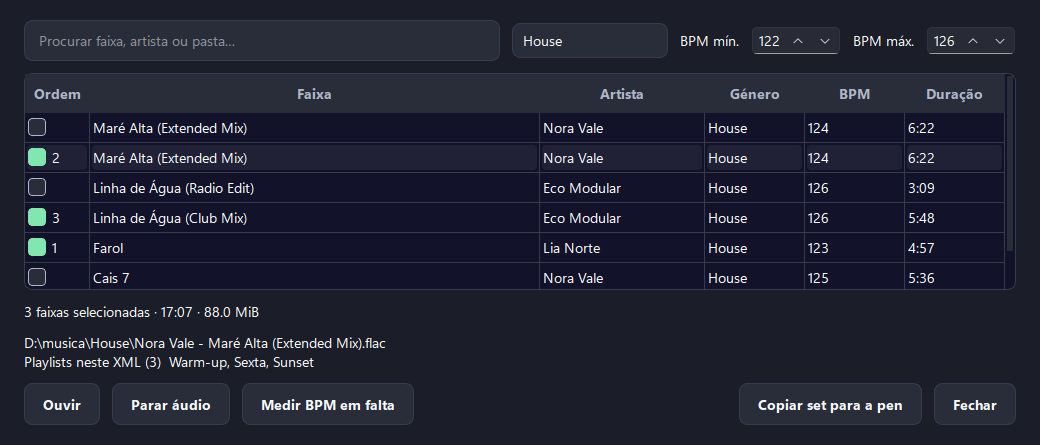 Procurar faixa, artista ou pasta... House BPM mín. 122 BPM máx. 126
Ordem Faixa Artista Género BPM Duração
Maré Alta (Extended Mix) Nora Vale House 124 6:22
2 Maré Alta (Extended Mix) Nora Vale House 124 6:22
Linha de Água (Radio Edit) Eco Modular House 126 3:09
3 Linha de Água (Club Mix) Eco Modular House 126 5:48
1 Farol Lia Norte House 123 4:57
Cais 7 Nora Vale House 125 5:36
3 faixas selecionadas · 17:07 · 88.0 MiB
D:\musica\House\Nora Vale - Maré Alta (Extended Mix).flac
Playlists neste XML (3)  Warm-up, Sexta, Sunset
Ouvir Parar áudio Medir BPM em falta Copiar set para a pen Fechar